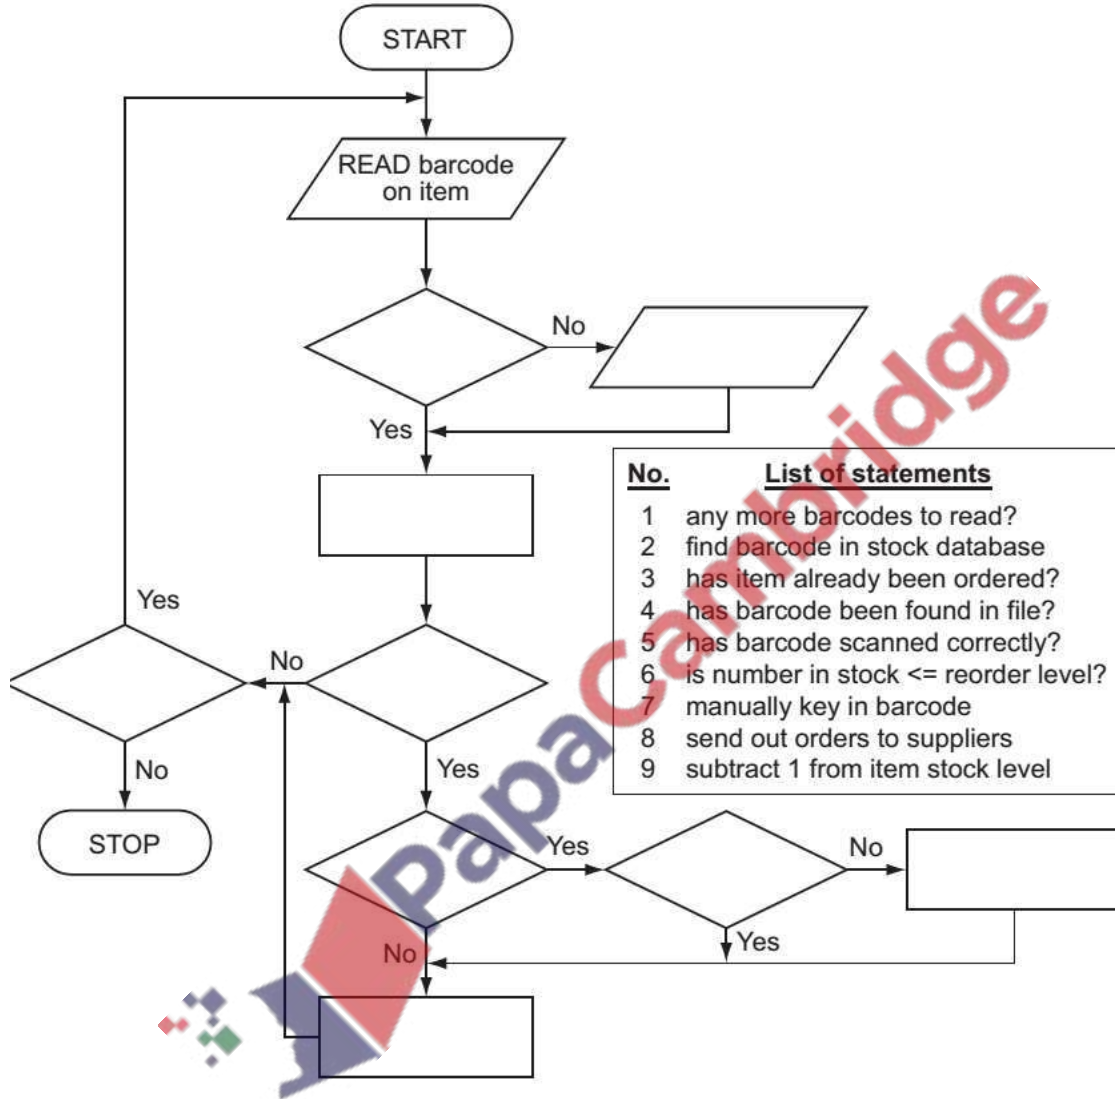 START
READ barcode
on item
No
Yes
No. List of statements
1 any more barcodes to read?
2 find barcode in stock database
3 has item already been ordered?
4 has barcode been found in file?
5 has barcode scanned correctly?
6 is number in stock <= reorder level?
7 manually key in barcode
8 send out orders to suppliers
9 subtract 1 from item stock level
Yes
No
Yes
No
STOP
Yes
No
No
Yes
PapaCambridge